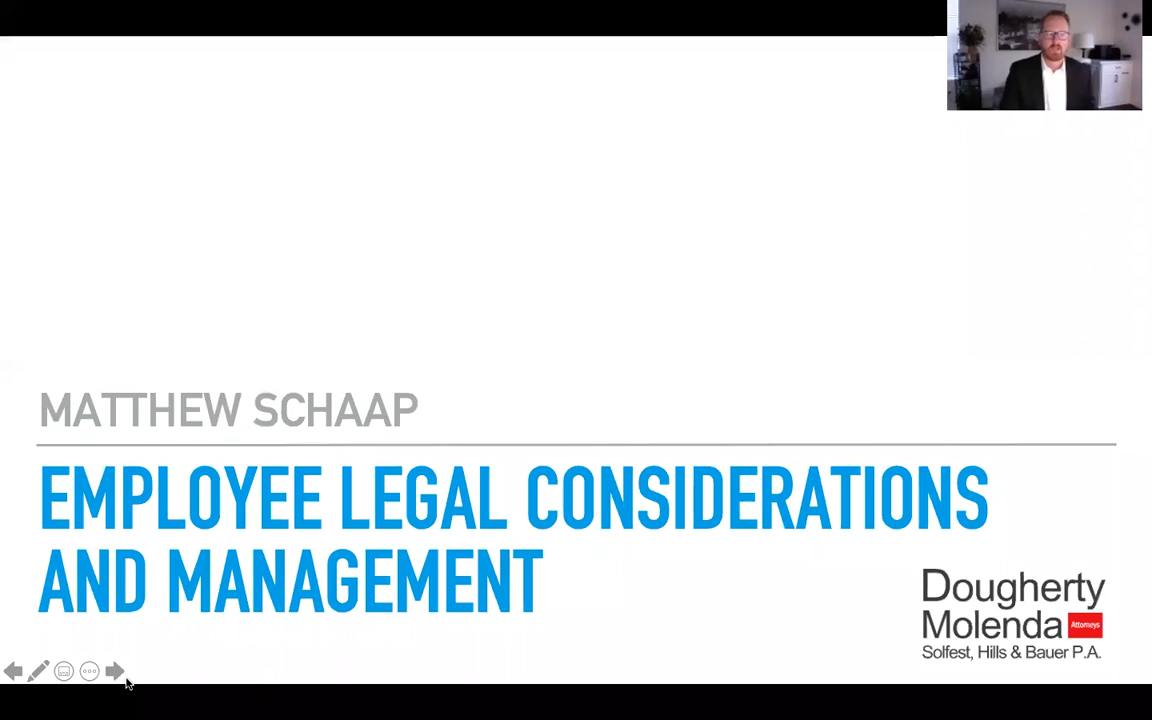 MATTHEW SCHAAP
EMPLOYEE LEGAL CONSIDERATIONS
AND MANAGEMENT
Dougherty
Molenda Attorneys
Solfest, Hills & Bauer P.A.